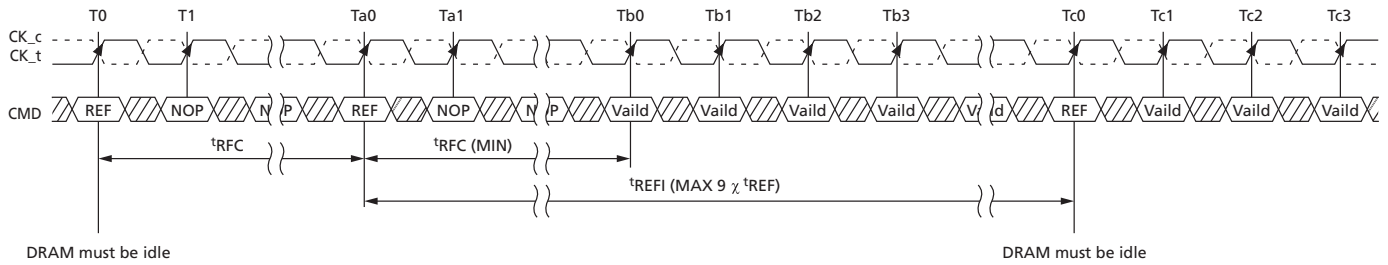 T0 T1 Ta0 Ta1 Tb0 Tb1 Tb2 Tb3 Tc0 Tc1 Tc2 Tc3
CK_c
CK_t
CMD REF NOP N P REF NOP N P Vaild Vaild Vaild Vaild Va ld REF Vaild Vaild Vaild
tRFC tRFC (MIN)
tREFI (MAX 9 χ tREF)
DRAM must be idle DRAM must be idle